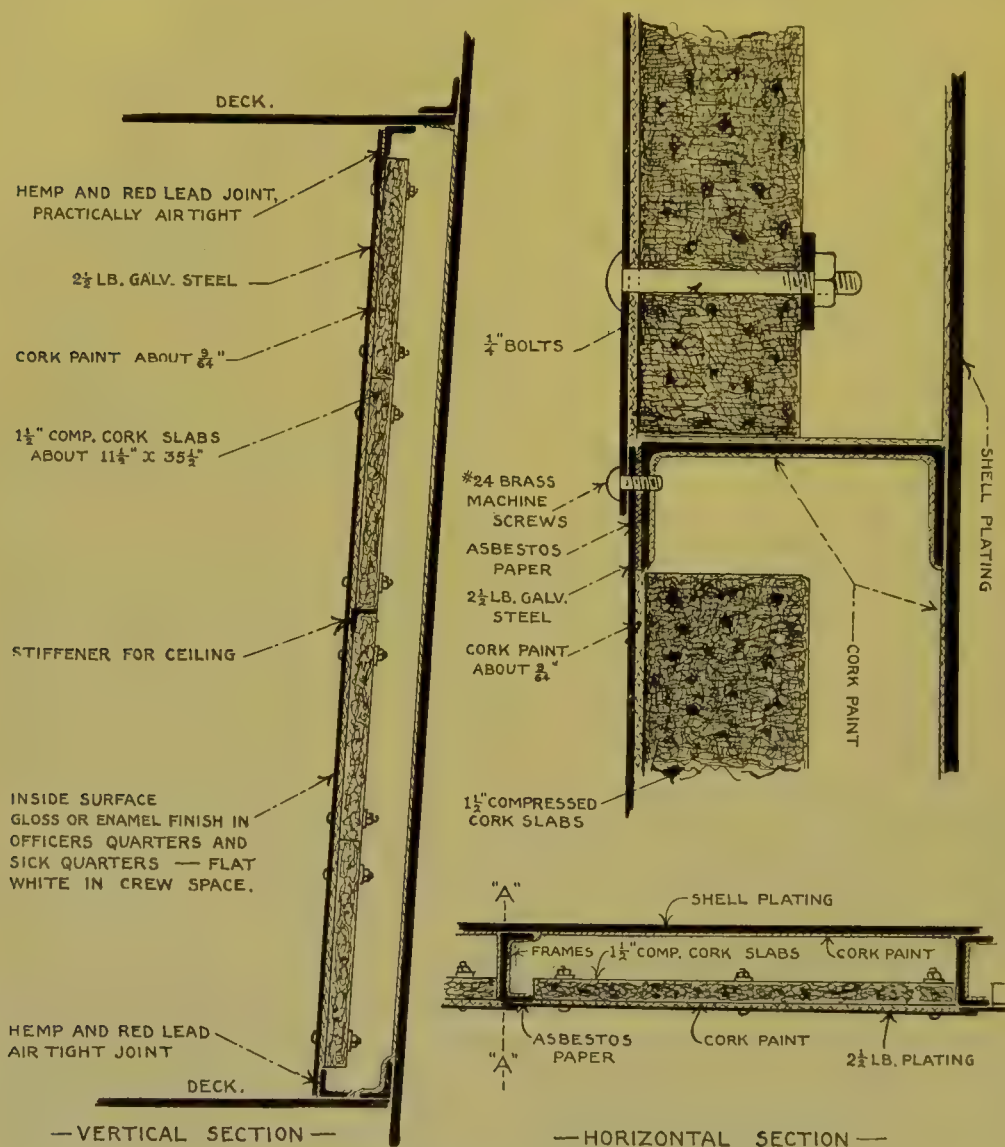 DECK.
HEMP AND RED LEAD JOINT,
PRACTICALLY AIR TIGHT
2½ LB. GALV. STEEL
CORK PAINT ABOUT 9/64"
1½" COMP. CORK SLABS
ABOUT 11½" X 35½"
STIFFENER FOR CEILING
INSIDE SURFACE
GLOSS OR ENAMEL FINISH IN
OFFICERS QUARTERS AND
SICK QUARTERS — FLAT
WHITE IN CREW SPACE.
HEMP AND RED LEAD
AIR TIGHT JOINT
DECK.
— VERTICAL SECTION —
¼" BOLTS
#24 BRASS
MACHINE
SCREWS
ASBESTOS
PAPER
2½ LB. GALV.
STEEL
CORK PAINT
ABOUT 9/64"
1½" COMPRESSED
CORK SLABS
SHELL PLATING
CORK PAINT
"A"
SHELL PLATING
FRAMES
1½" COMP. CORK SLABS
CORK PAINT
ASBESTOS
PAPER
CORK PAINT
2½ LB. PLATING
"A"
— HORIZONTAL SECTION —